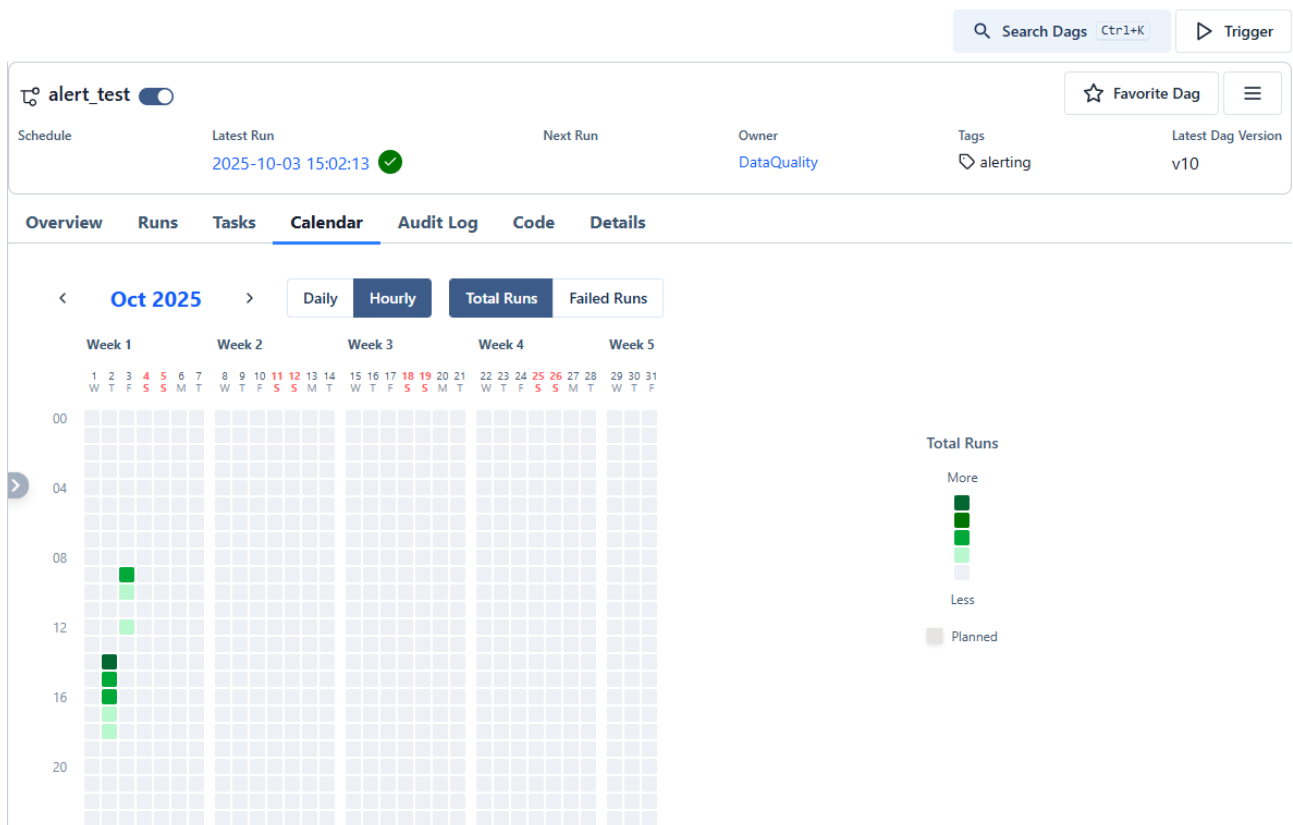 Search Dags Ctrl+K Trigger
alert_test Favorite Dag
Schedule Latest Run Next Run Owner Tags Latest Dag Version
2025-10-03 15:02:13 DataQuality alerting v10
Overview Runs Tasks Calendar Audit Log Code Details
Oct 2025 Daily Hourly Total Runs Failed Runs
Week 1 Week 2 Week 3 Week 4 Week 5
1 2 3 4 5 6 7 8 9 10 11 12 13 14 15 16 17 18 19 20 21 22 23 24 25 26 27 28 29 30 31
W T F S S M T W T F S S M T W T F S S M T W T F S S M T W T F
00
Total Runs
More
04
08
Less
12
Planned
16
20